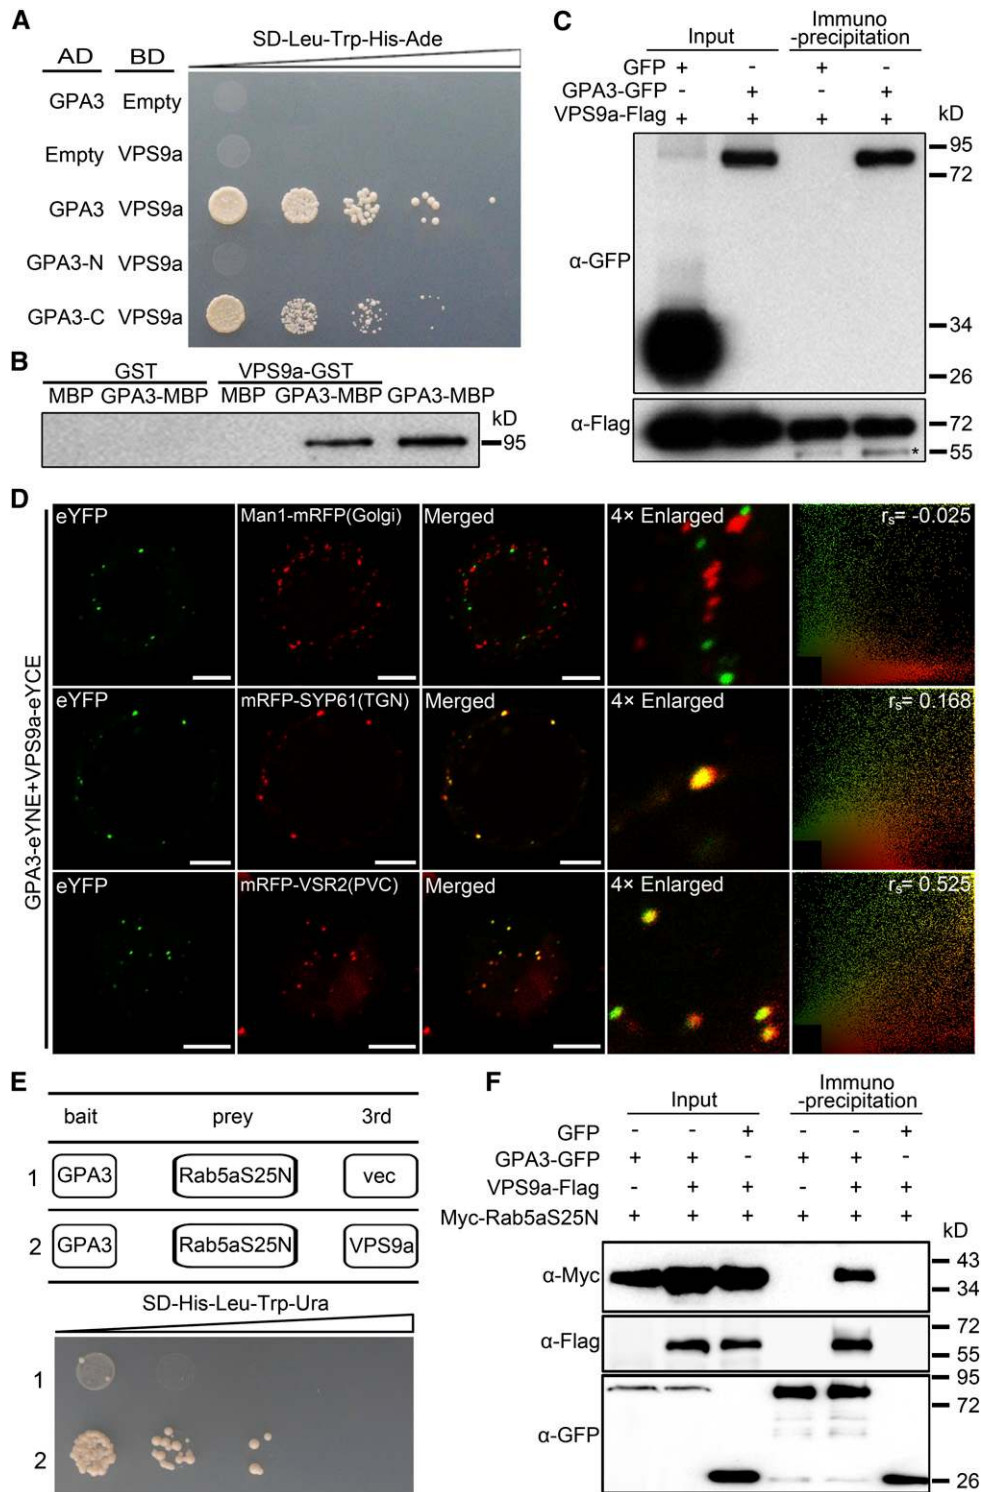 A
SD-Leu-Trp-His-Ade
AD BD
GPA3 Empty
Empty VPS9a
GPA3 VPS9a
GPA3-N VPS9a
GPA3-C VPS9a
B
GST VPS9a-GST
MBP GPA3-MBP MBP GPA3-MBP GPA3-MBP
kD
95
C
Input Immuno
-precipitation
GFP + - + -
GPA3-GFP - + - +
VPS9a-Flag + + + +
kD
95
72
α-GFP
34
26
α-Flag
72
55
*
D
GPA3-eYNE+VPS9a-eYCE
eYFP Man1-mRFP(Golgi) Merged 4× Enlarged rs= -0.025
eYFP mRFP-SYP61(TGN) Merged 4× Enlarged rs= 0.168
eYFP mRFP-VSR2(PVC) Merged 4× Enlarged rs= 0.525
E
bait prey 3rd
1 GPA3 Rab5aS25N vec
2 GPA3 Rab5aS25N VPS9a
SD-His-Leu-Trp-Ura
1
2
F
Input Immuno
-precipitation
GFP - - + - - +
GPA3-GFP + + - + + -
VPS9a-Flag - + + - + +
Myc-Rab5aS25N + + + + + +
kD
α-Myc
43
34
α-Flag
72
55
α-GFP
95
72
26